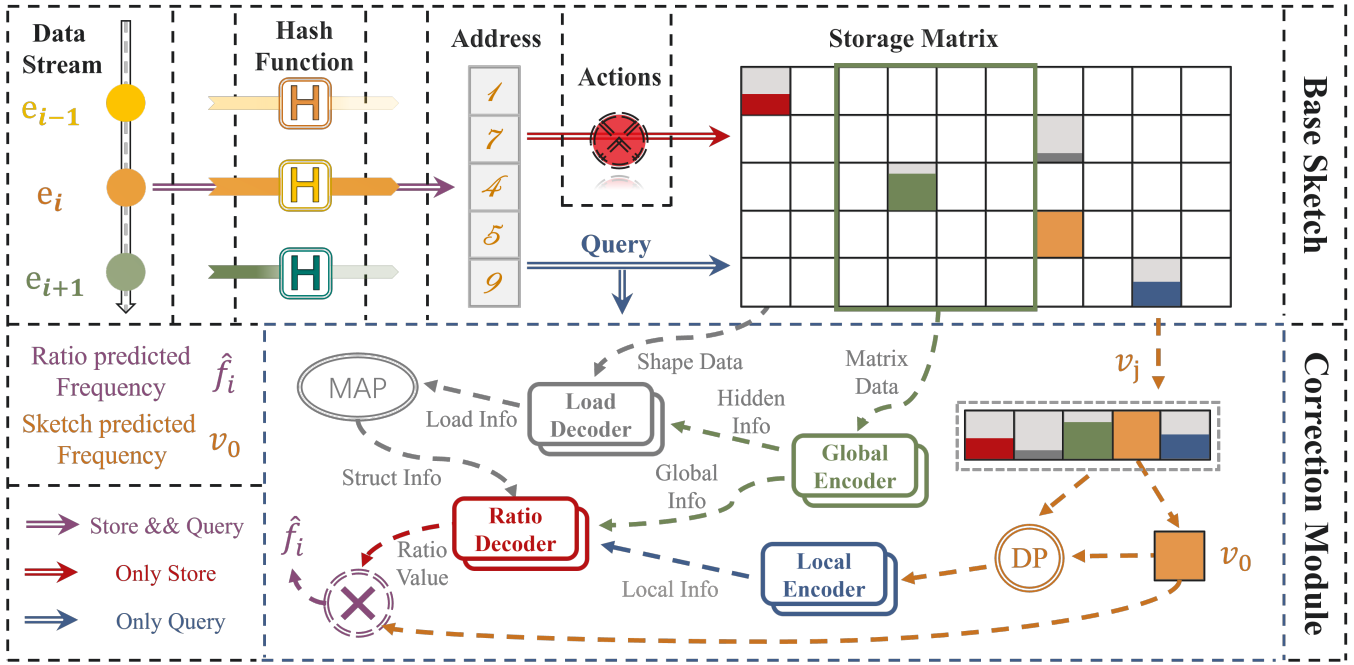 Data
Stream
Hash
Function
Address
Actions
Storage Matrix
Base Sketch
e_{i-1}
H
1
7
e_i
H
4
5
Query
e_{i+1}
H
9
Ratio predicted
Frequency
\hat{f}_i
Sketch predicted
Frequency
v_0
Store && Query
Only Store
Only Query
Shape Data
Matrix
Data
v_j
MAP
Load Info
Load
Decoder
Hidden
Info
Global
Encoder
Struct Info
Global
Info
Ratio
Decoder
\hat{f}_i
Ratio
Value
Local Info
Local
Encoder
DP
v_0
Correction Module